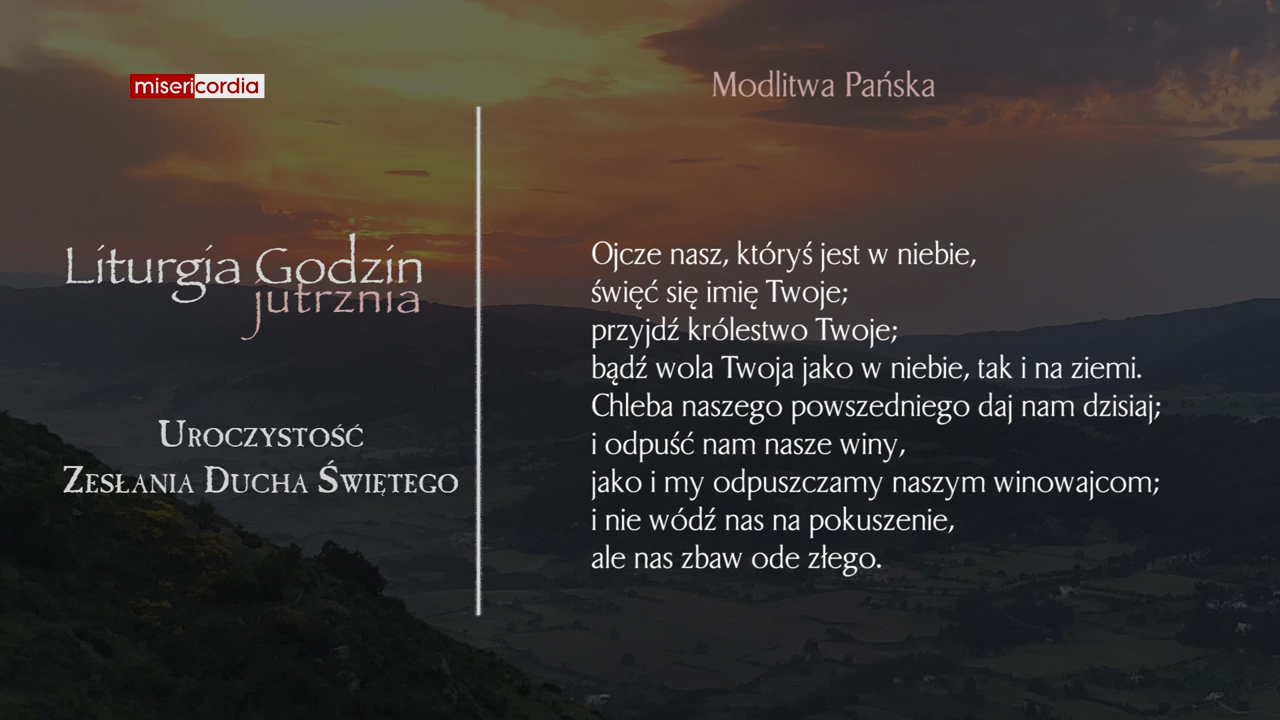 misericordia
Liturgia Godzin
jutrznia
Uroczystość
Zesłania Ducha Świętego
Modlitwa Pańska
Ojcze nasz, któryś jest w niebie,
święć się imię Twoje;
przyjdź królestwo Twoje;
bądź wola Twoja jako w niebie, tak i na ziemi.
Chleba naszego powszedniego daj nam dzisiaj;
i odpuść nam nasze winy,
jako i my odpuszczamy naszym winowajcom;
i nie wódź nas na pokuszenie,
ale nas zbaw ode złego.